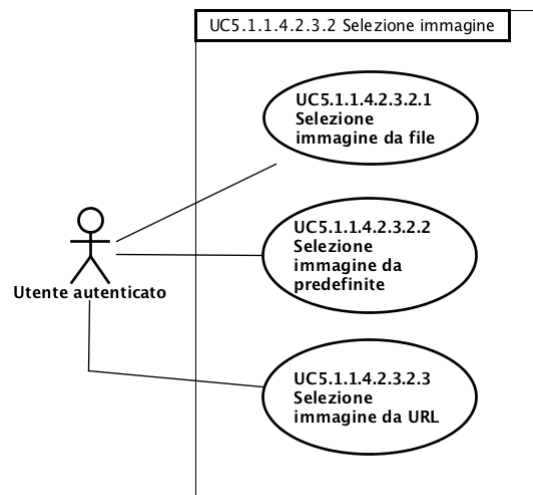 UC5.1.1.4.2.3.2 Selezione immagine
UC5.1.1.4.2.3.2.1
Selezione
immagine da file
UC5.1.1.4.2.3.2.2
Selezione
immagine da
predefinite
Utente autenticato
UC5.1.1.4.2.3.2.3
Selezione
immagine da URL